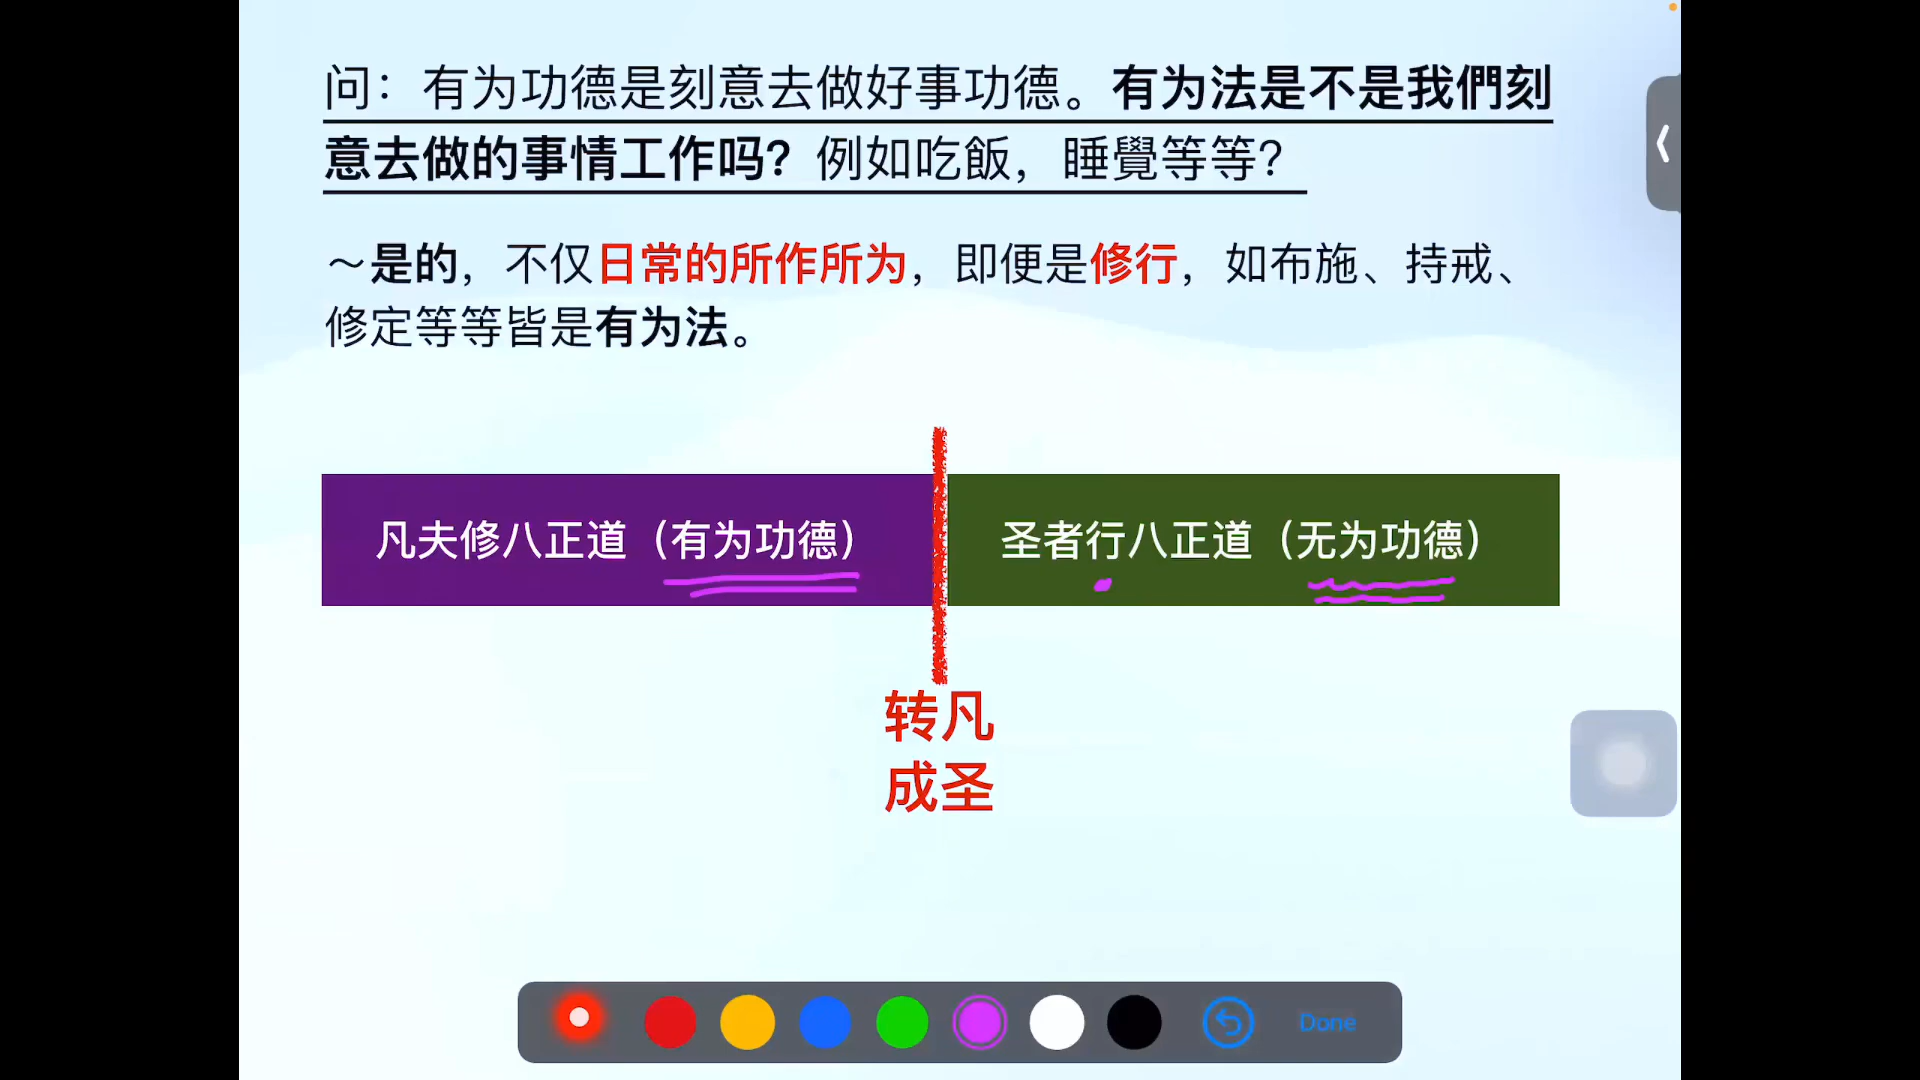 问：有为功德是刻意去做好事功德。有为法是不是我們刻
意去做的事情工作吗？例如吃飯，睡覺等等？
～是的，不仅日常的所作所为，即便是修行，如布施、持戒、
修定等等皆是有为法。
凡夫修八正道（有为功德）
圣者行八正道（无为功德）
转凡
成圣
Done